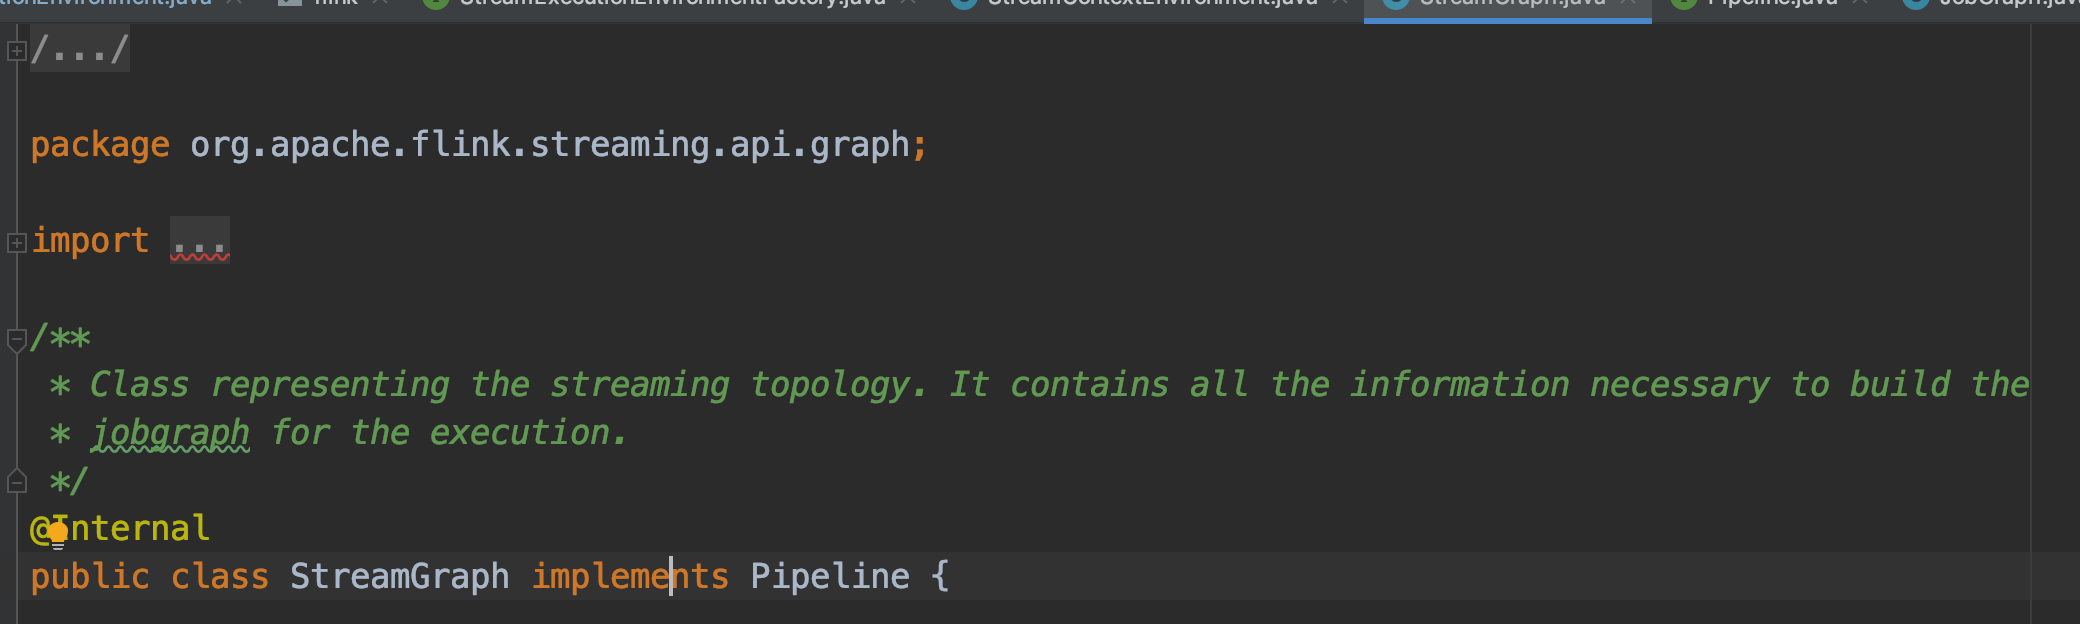 tionEnvironment.java flink StreamExecutionEnvironmentFactory.java StreamContextEnvironment.java StreamGraph.java Pipeline.java JobGraph.jav
/.../
package org.apache.flink.streaming.api.graph;
import ...
/**
* Class representing the streaming topology. It contains all the information necessary to build the
* jobgraph for the execution.
*/
@Internal
public class StreamGraph implements Pipeline {